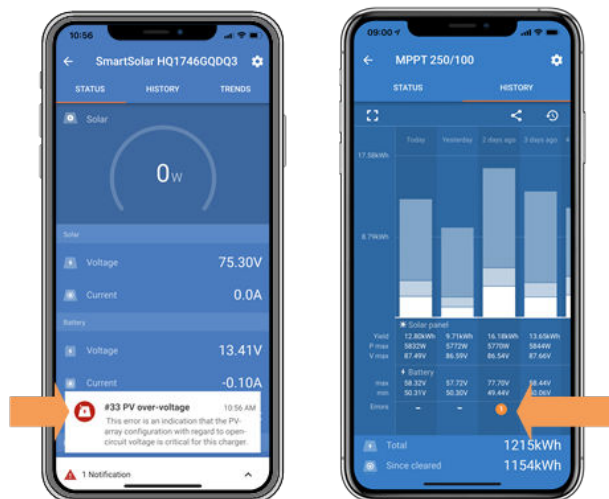 10:56
SmartSolar HQ1746GQDQ3
STATUS HISTORY TRENDS
Solar
0W
Solar
Voltage 75.30V
Current 0.0A
Battery
Voltage 13.41V
Current -0.10A
#33 PV over-voltage 10:56 AM
This error is an indication that the PV-
array configuration with regard to open-
circuit voltage is critical for this charger.
1 Notification
09:00
MPPT 250/100
STATUS HISTORY
Today Yesterday 2 days ago 3 days ago 4
17.58kWh
8.79kWh
Solar panel
Yield 12.80kWh 9.71kWh 16.18kWh 13.65kWh
P max 5832W 5772W 5770W 5844W
V max 87.49V 86.59V 86.54V 87.66V
Battery
max 58.32V 57.72V 77.70V 58.44V
min 50.31V 50.30V 49.44V
Errors - -
Total 1215kWh
Since cleared 1154kWh